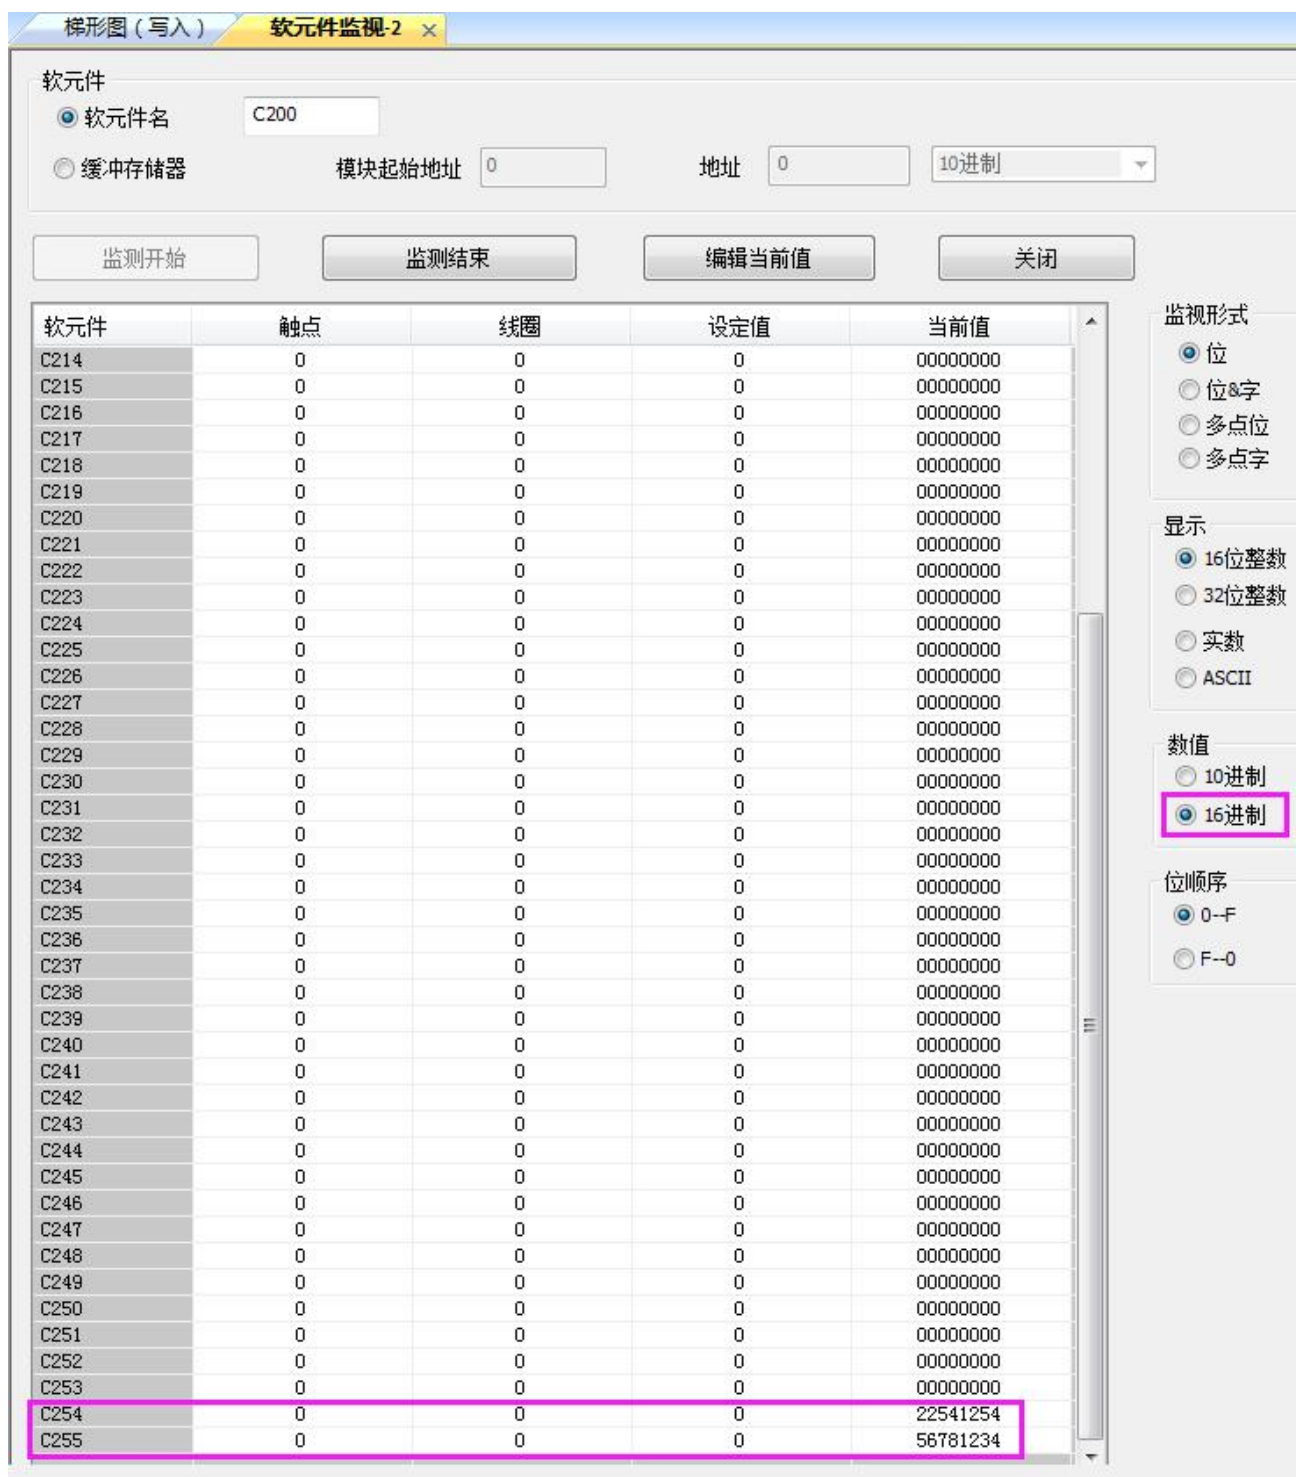 梯形图(写入) 软元件监视-2 ×
软元件
软元件名 C200
缓冲存储器 模块起始地址 0 地址 0 10进制
监测开始 监测结束 编辑当前值 关闭
软元件 触点 线圈 设定值 当前值
C214 0 0 0 00000000
C215 0 0 0 00000000
C216 0 0 0 00000000
C217 0 0 0 00000000
C218 0 0 0 00000000
C219 0 0 0 00000000
C220 0 0 0 00000000
C221 0 0 0 00000000
C222 0 0 0 00000000
C223 0 0 0 00000000
C224 0 0 0 00000000
C225 0 0 0 00000000
C226 0 0 0 00000000
C227 0 0 0 00000000
C228 0 0 0 00000000
C229 0 0 0 00000000
C230 0 0 0 00000000
C231 0 0 0 00000000
C232 0 0 0 00000000
C233 0 0 0 00000000
C234 0 0 0 00000000
C235 0 0 0 00000000
C236 0 0 0 00000000
C237 0 0 0 00000000
C238 0 0 0 00000000
C239 0 0 0 00000000
C240 0 0 0 00000000
C241 0 0 0 00000000
C242 0 0 0 00000000
C243 0 0 0 00000000
C244 0 0 0 00000000
C245 0 0 0 00000000
C246 0 0 0 00000000
C247 0 0 0 00000000
C248 0 0 0 00000000
C249 0 0 0 00000000
C250 0 0 0 00000000
C251 0 0 0 00000000
C252 0 0 0 00000000
C253 0 0 0 00000000
C254 0 0 0 22541254
C255 0 0 0 56781234
监视形式
位
位&字
多点位
多点字
显示
16位整数
32位整数
实数
ASCII
数值
10进制
16进制
位顺序
0--F
F--0